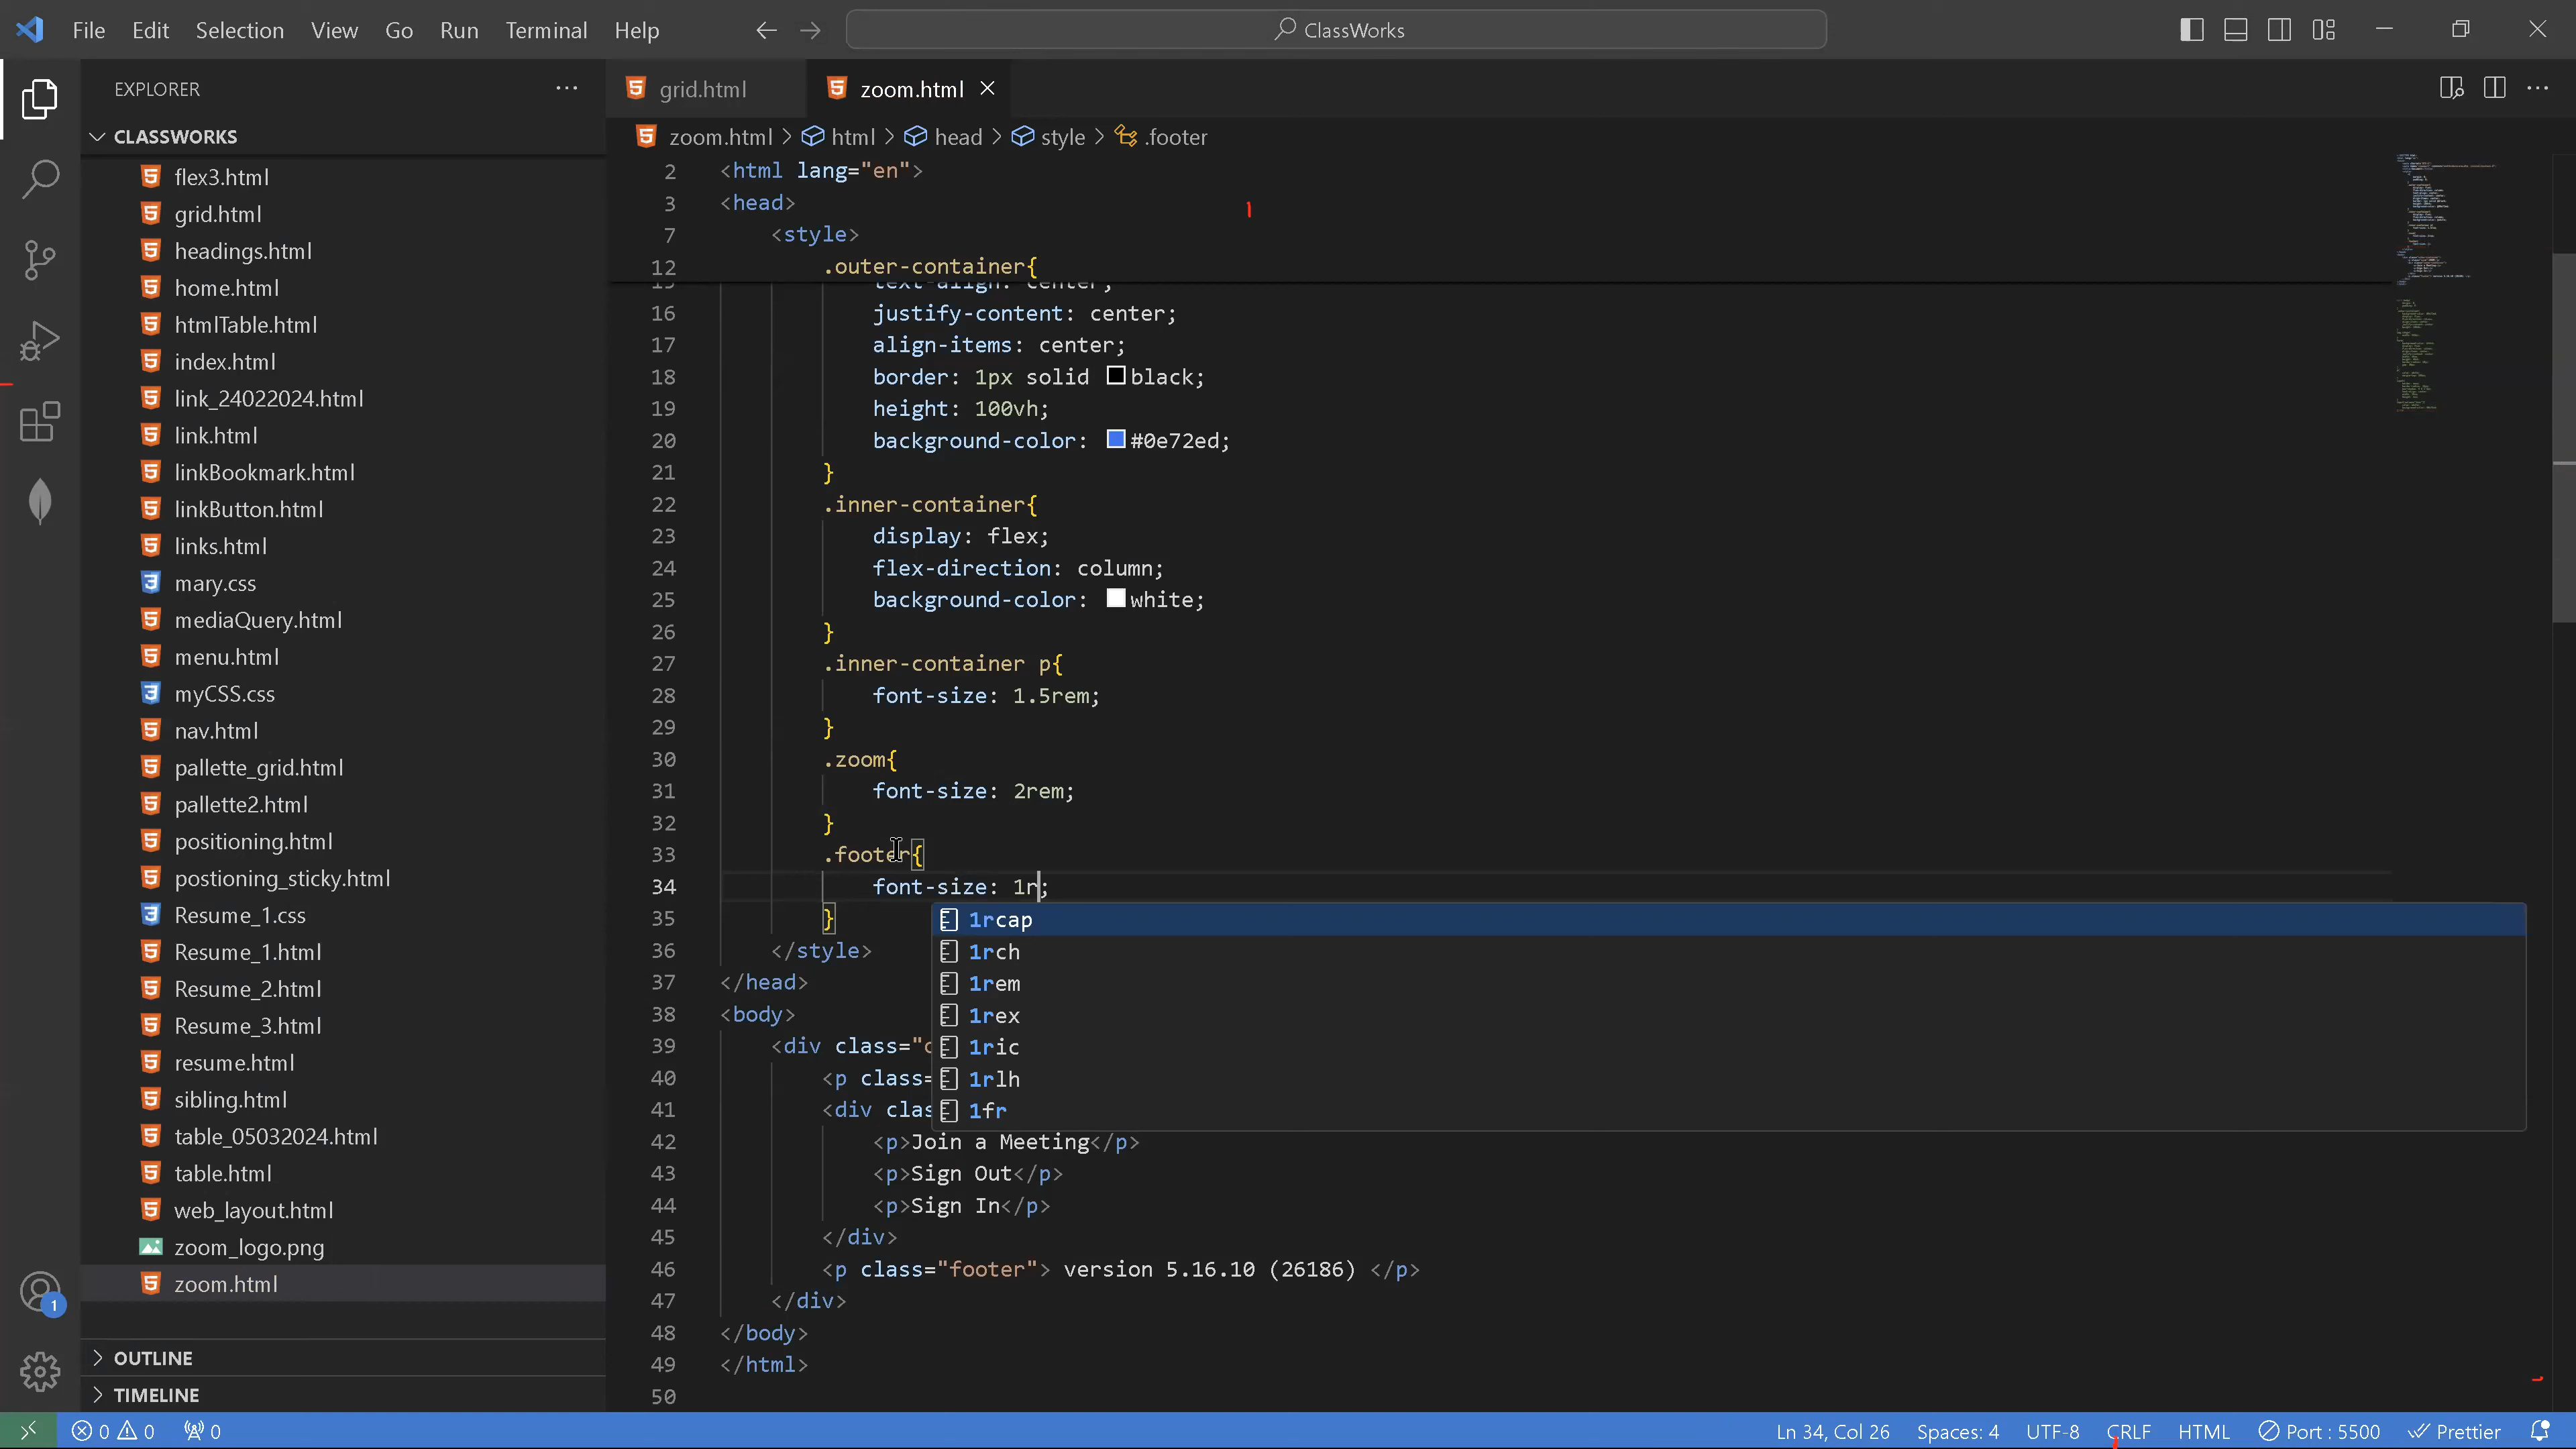 File Edit Selection View Go Run Terminal Help
ClassWorks
EXPLORER
CLASSWORKS
flex3.html
grid.html
headings.html
home.html
htmlTable.html
index.html
link_24022024.html
link.html
linkBookmark.html
linkButton.html
links.html
mary.css
mediaQuery.html
menu.html
myCSS.css
nav.html
pallette_grid.html
pallette2.html
positioning.html
postioning_sticky.html
Resume_1.css
Resume_1.html
Resume_2.html
Resume_3.html
resume.html
sibling.html
table_05032024.html
table.html
web_layout.html
zoom_logo.png
zoom.html
OUTLINE
TIMELINE
1
grid.html zoom.html
zoom.html > html > head > style > .footer
2 <html lang="en">
3 <head>
7 <style>
12 .outer-container{
15 text-align: center;
16 justify-content: center;
17 align-items: center;
18 border: 1px solid black;
19 height: 100vh;
20 background-color: #0e72ed;
21 }
22 .inner-container{
23 display: flex;
24 flex-direction: column;
25 background-color: white;
26 }
27 .inner-container p{
28 font-size: 1.5rem;
29 }
30 .zoom{
31 font-size: 2rem;
32 }
33 .footer{
34 font-size: 1r;
35 }
1rcap
1rch
1rem
1rex
1ric
1rlh
1fr
36 </style>
37 </head>
38 <body>
39 <div class="
40 <p class=
41 <div clas
42 <p>Join a Meeting</p>
43 <p>Sign Out</p>
44 <p>Sign In</p>
45 </div>
46 <p class="footer"> version 5.16.10 (26186) </p>
47 </div>
48 </body>
49 </html>
50
0 0 0
Ln 34, Col 26 Spaces: 4 UTF-8 CRLF HTML Port : 5500 Prettier